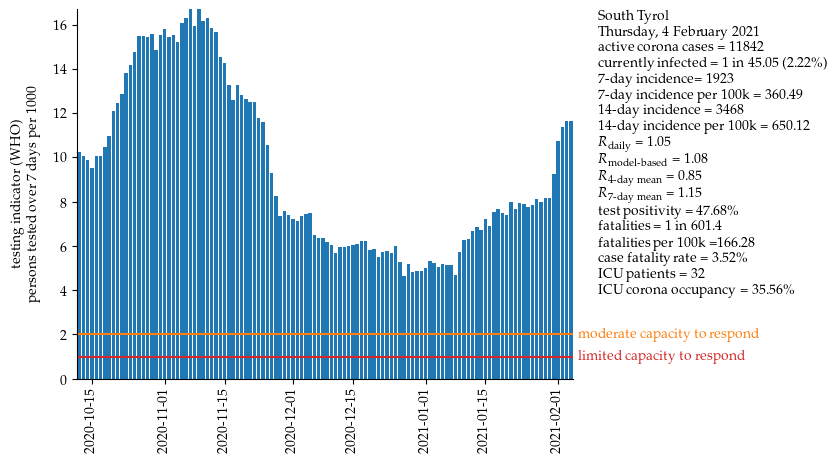 South Tyrol
Thursday, 4 February 2021
active corona cases = 11842
currently infected = 1 in 45.05 (2.22%)
7-day incidence= 1923
7-day incidence per 100k = 360.49
14-day incidence = 3468
14-day incidence per 100k = 650.12
R daily = 1.05
R model-based = 1.08
R 4-day mean = 0.85
R 7-day mean = 1.15
test positivity = 47.68%
fatalities = 1 in 601.4
fatalities per 100k =166.28
case fatality rate = 3.52%
ICU patients = 32
ICU corona occupancy = 35.56%
testing indicator (WHO)
persons tested over 7 days per 1000
16
14
12
10
8
6
4
2
0
moderate capacity to respond
limited capacity to respond
2020-10-15
2020-11-01
2020-11-15
2020-12-01
2020-12-15
2021-01-01
2021-01-15
2021-02-01